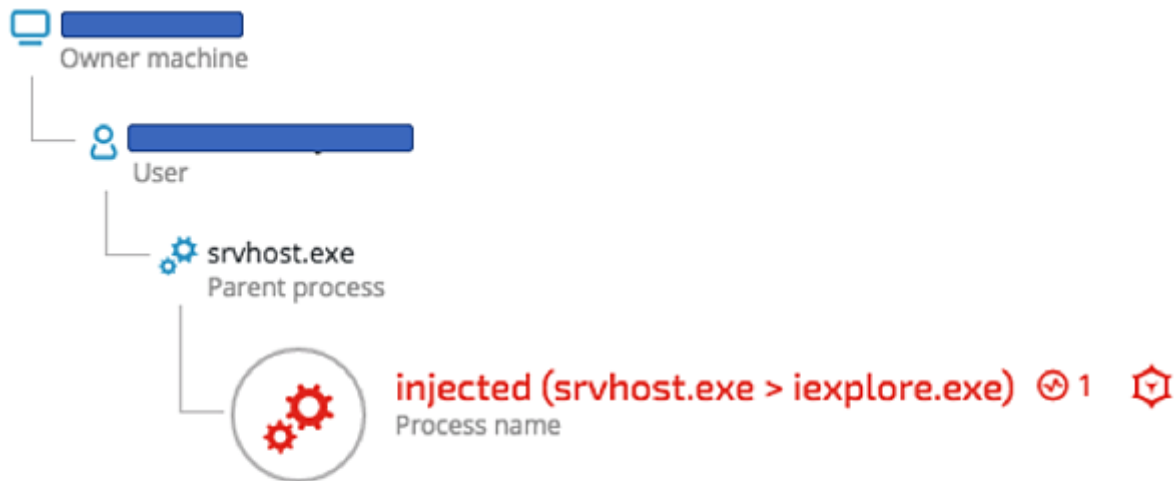 Owner machine
User
srvhost.exe
Parent process
injected (srvhost.exe > iexplore.exe) 1
Process name